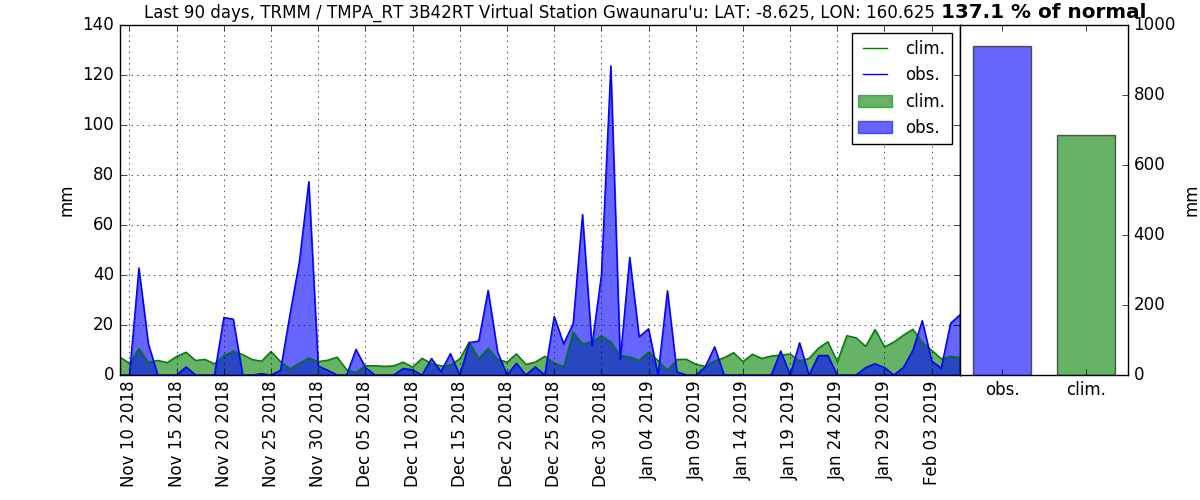 Last 90 days, TRMM / TMPA_RT 3B42RT Virtual Station Gwaunaru'u: LAT: -8.625, LON: 160.625 137.1 % of normal
140
120
100
80
60
40
20
0
mm
clim.
obs.
clim.
obs.
1000
800
600
400
200
0
mm
obs.
clim.
Nov 10 2018
Nov 15 2018
Nov 20 2018
Nov 25 2018
Nov 30 2018
Dec 05 2018
Dec 10 2018
Dec 15 2018
Dec 20 2018
Dec 25 2018
Dec 30 2018
Jan 04 2019
Jan 09 2019
Jan 14 2019
Jan 19 2019
Jan 24 2019
Jan 29 2019
Feb 03 2019